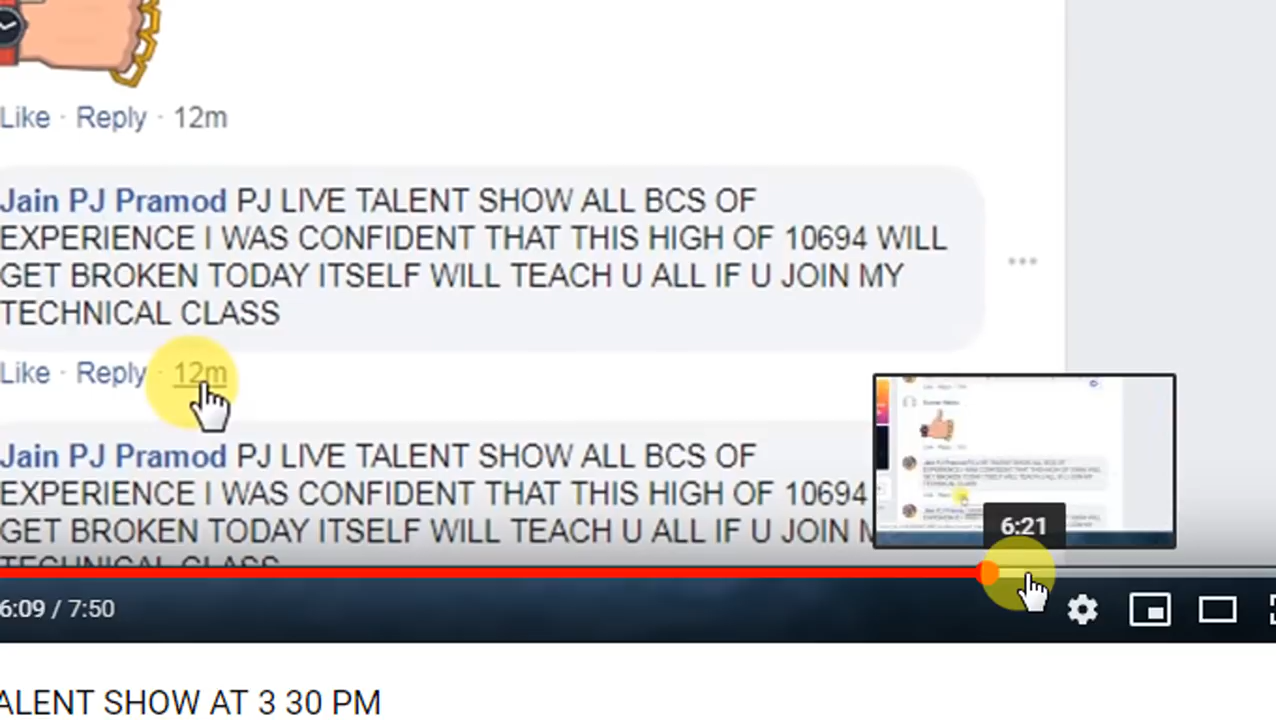 Like · Reply · 12m
Jain PJ Pramod PJ LIVE TALENT SHOW ALL BCS OF
EXPERIENCE I WAS CONFIDENT THAT THIS HIGH OF 10694 WILL
GET BROKEN TODAY ITSELF WILL TEACH U ALL IF U JOIN MY
TECHNICAL CLASS
Like · Reply · 12m
Jain PJ Pramod PJ LIVE TALENT SHOW ALL BCS OF
EXPERIENCE I WAS CONFIDENT THAT THIS HIGH OF 10694
GET BROKEN TODAY ITSELF WILL TEACH U ALL IF U JOIN
TECHNICAL CLASS
6:21
6:09 / 7:50
ALENT SHOW AT 3 30 PM